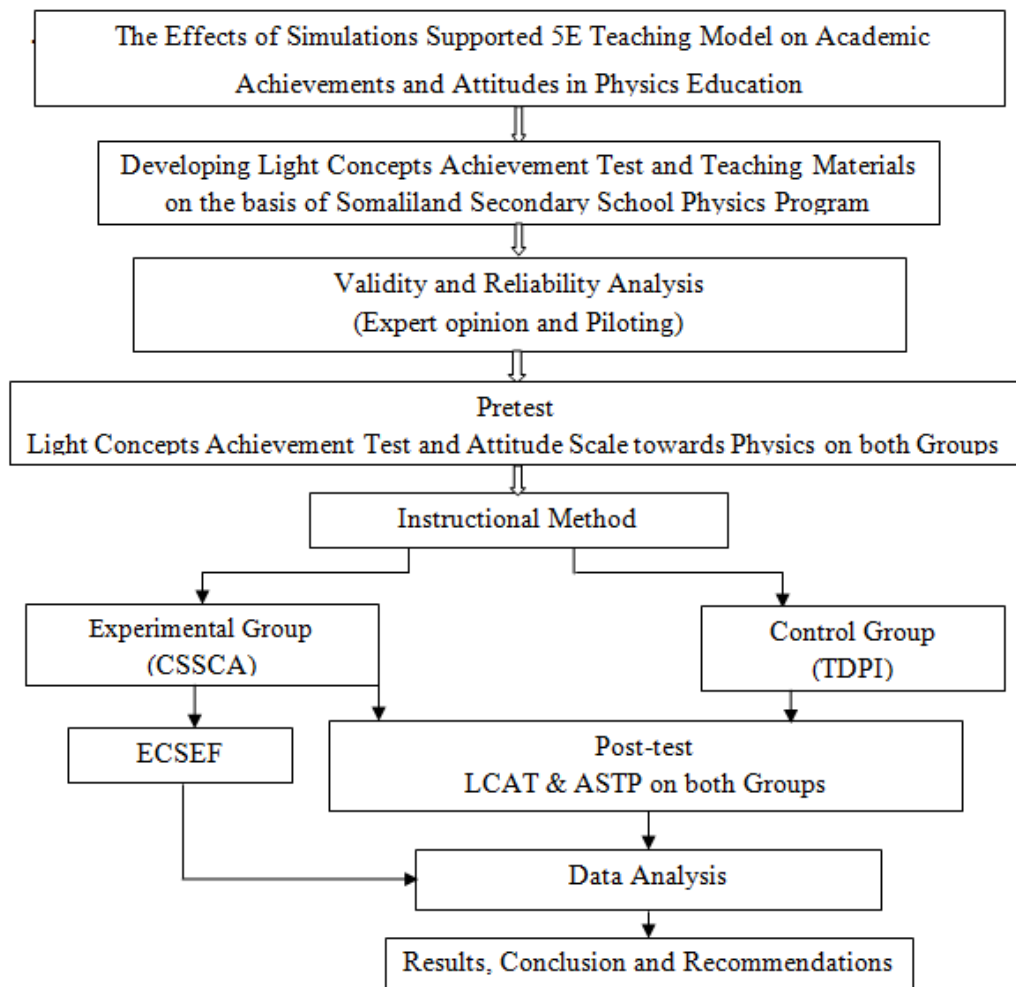 The Effects of Simulations Supported 5E Teaching Model on Academic
Achievements and Attitudes in Physics Education
Developing Light Concepts Achievement Test and Teaching Materials
on the basis of Somaliland Secondary School Physics Program
Validity and Reliability Analysis
(Expert opinion and Piloting)
Pretest
Light Concepts Achievement Test and Attitude Scale towards Physics on both Groups
Instructional Method
Experimental Group
(CSSCA)
Control Group
(TDPI)
ECSEF
Post-test
LCAT & ASTP on both Groups
Data Analysis
Results, Conclusion and Recommendations